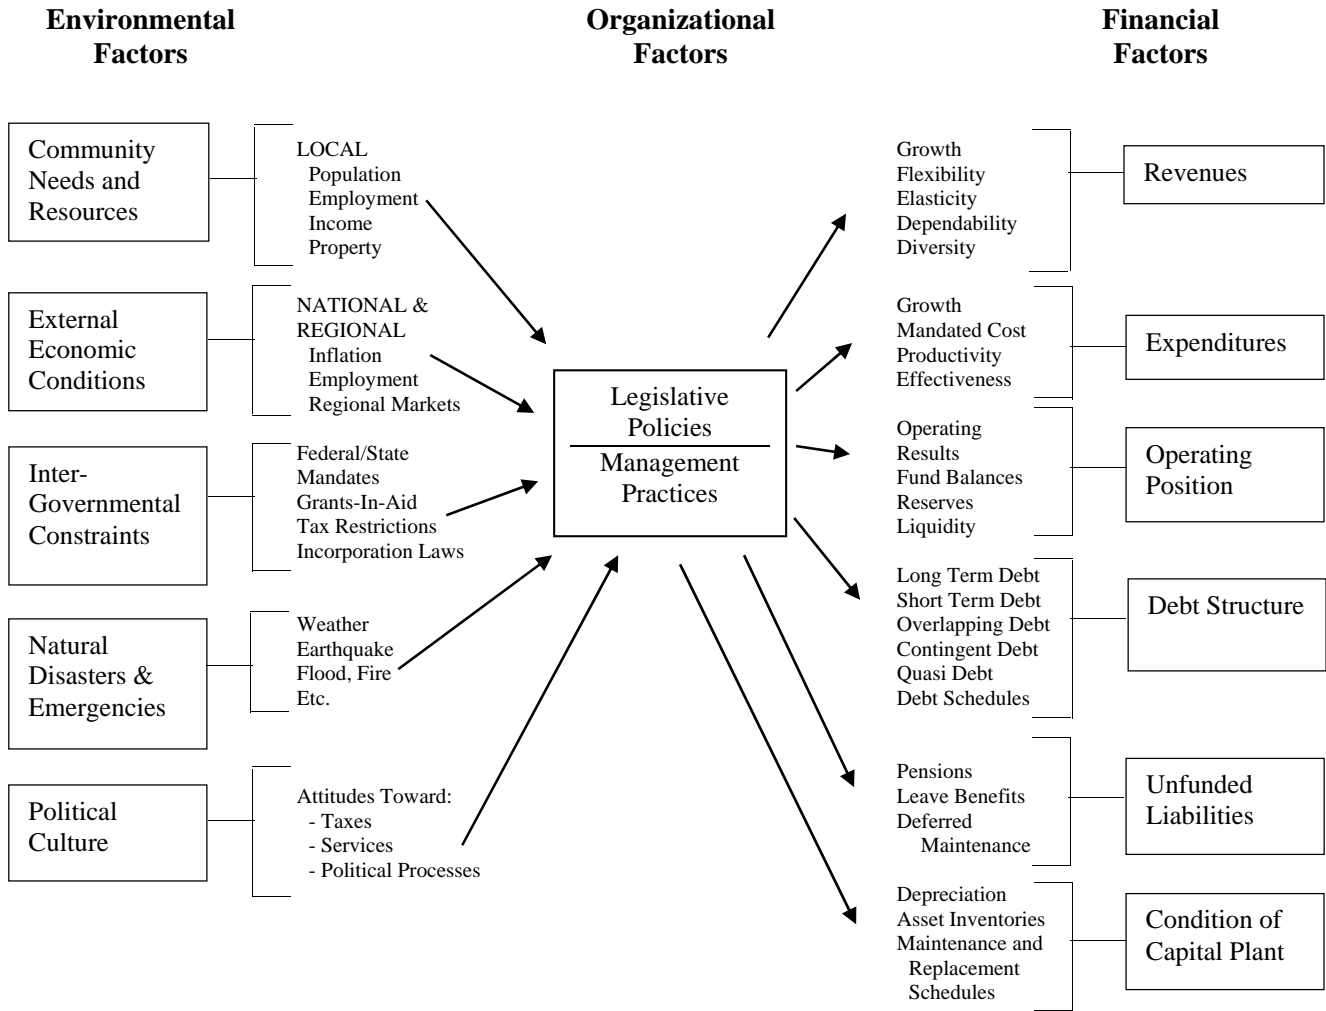 Environmental
Factors
Organizational
Factors
Financial
Factors
Community
Needs and
Resources
LOCAL
Population
Employment
Income
Property
External
Economic
Conditions
NATIONAL &
REGIONAL
Inflation
Employment
Regional Markets
Inter-
Governmental
Constraints
Federal/State
Mandates
Grants-In-Aid
Tax Restrictions
Incorporation Laws
Natural
Disasters &
Emergencies
Weather
Earthquake
Flood, Fire
Etc.
Political
Culture
Attitudes Toward:
- Taxes
- Services
- Political Processes
Legislative
Policies
Management
Practices
Growth
Flexibility
Elasticity
Dependability
Diversity
Revenues
Growth
Mandated Cost
Productivity
Effectiveness
Expenditures
Operating
Results
Fund Balances
Reserves
Liquidity
Operating
Position
Long Term Debt
Short Term Debt
Overlapping Debt
Contingent Debt
Quasi Debt
Debt Schedules
Debt Structure
Pensions
Leave Benefits
Deferred
Maintenance
Unfunded
Liabilities
Depreciation
Asset Inventories
Maintenance and
Replacement
Schedules
Condition of
Capital Plant